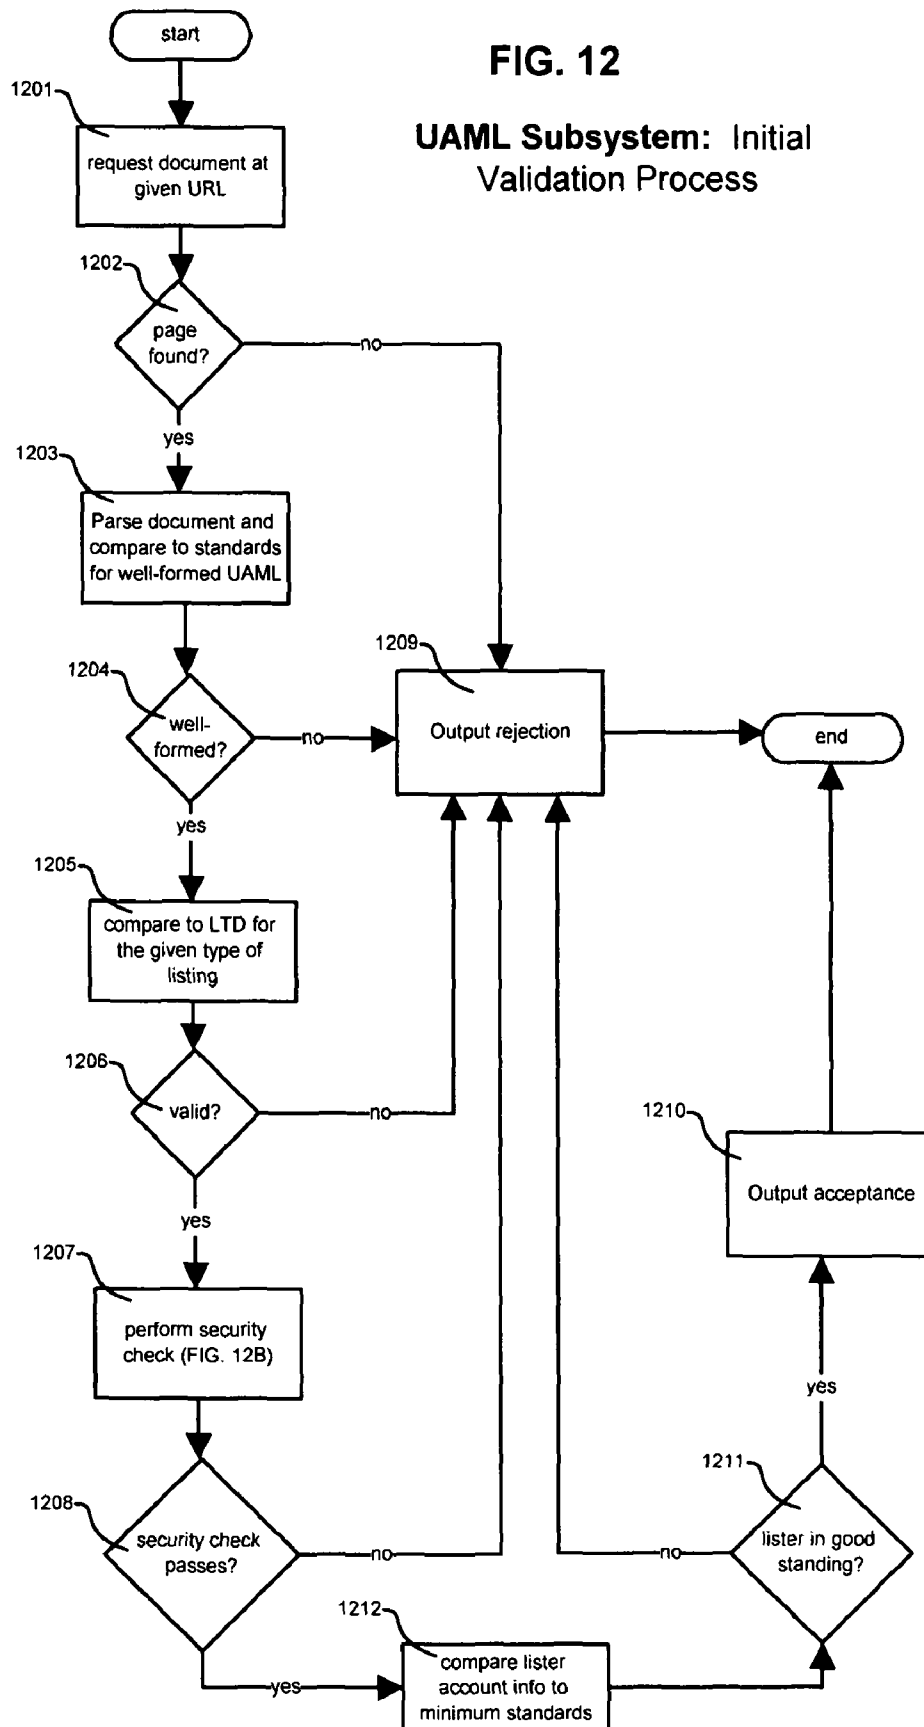 start
FIG. 12
UAML Subsystem: Initial
Validation Process
1201
request document at
given URL
1202
page
found?
no
yes
1203
Parse document and
compare to standards
for well-formed UAML
1204
well-
formed?
no
yes
1209
Output rejection
end
1205
compare to LTD for
the given type of
listing
1206
valid?
no
yes
1210
Output acceptance
1207
perform security
check (FIG. 12B)
yes
1208
security check
passes?
no
1211
lister in good
standing?
no
1212
compare lister
account info to
minimum standards
yes